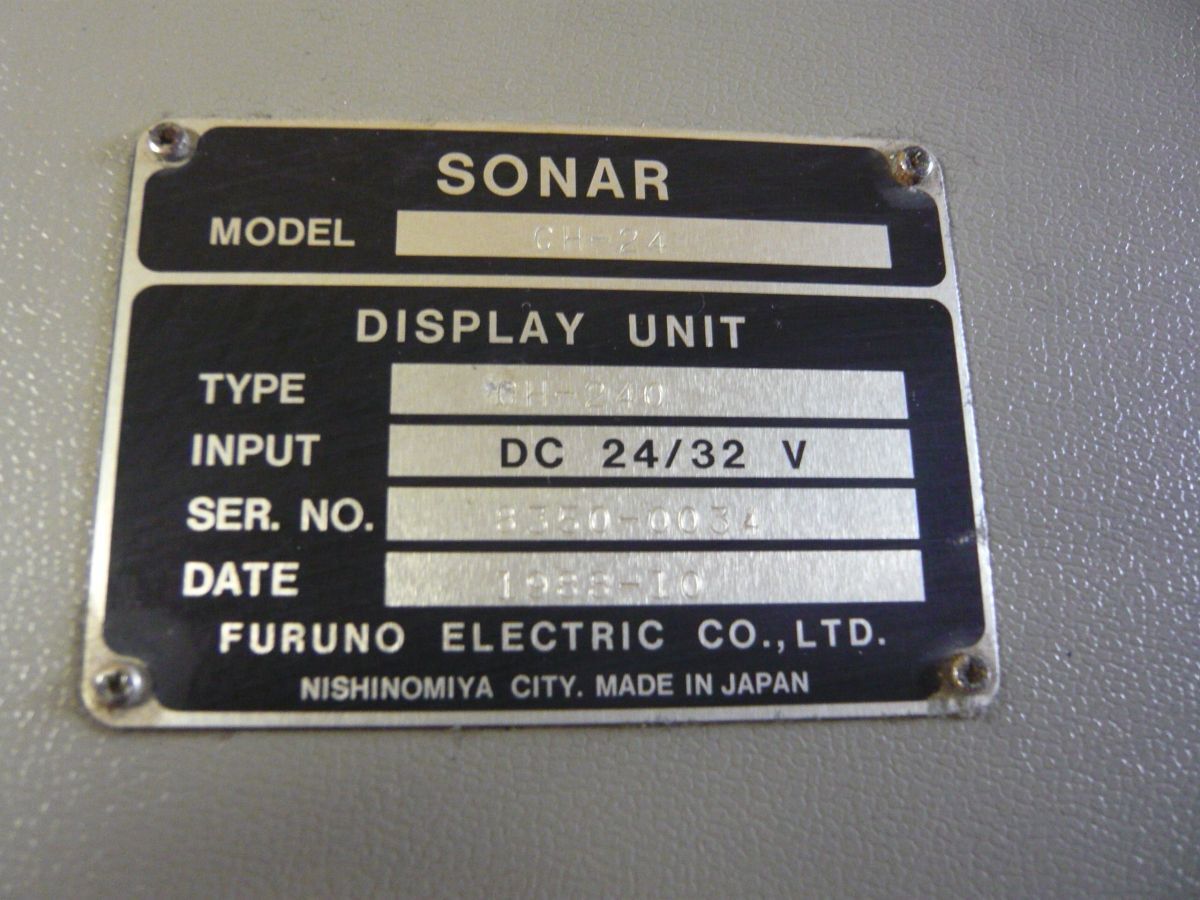 SONAR
MODEL CH-24
DISPLAY UNIT
TYPE CH-240
INPUT DC 24/32 V
SER. NO. 8350-0034
DATE 1988-10
FURUNO ELECTRIC CO., LTD.
NISHINOMIYA CITY. MADE IN JAPAN